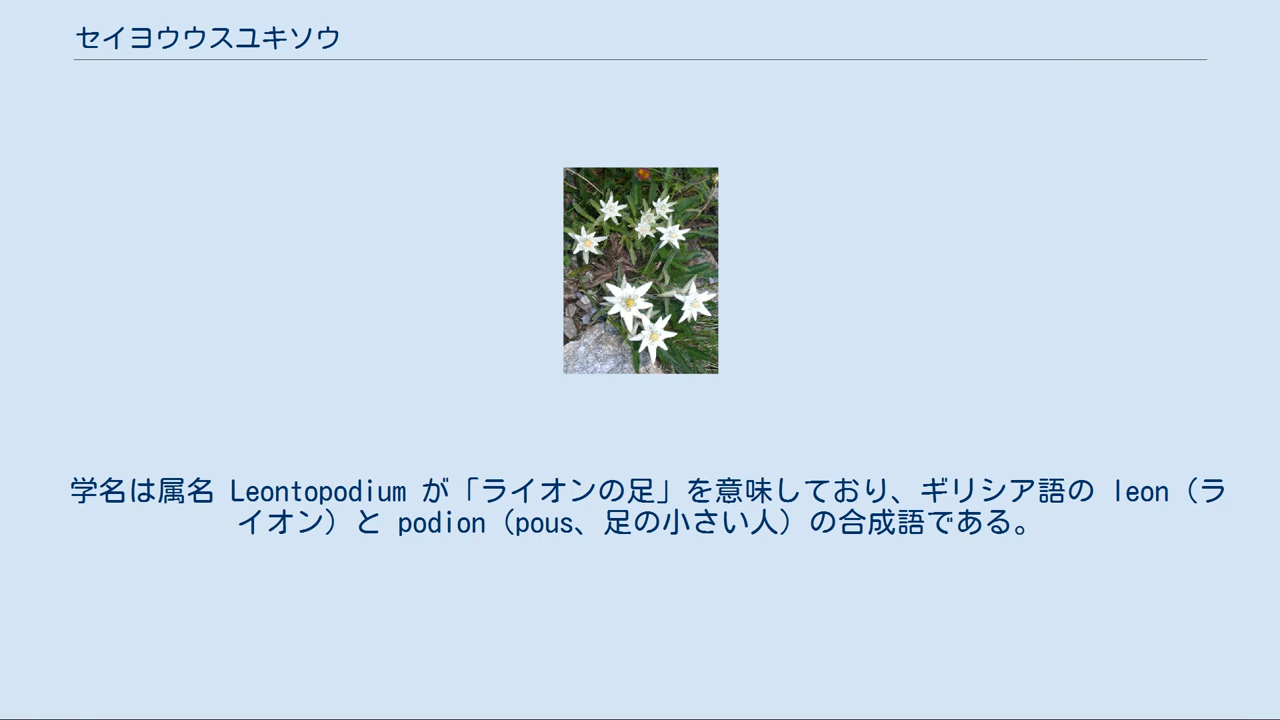 セイヨウウスユキソウ
学名は属名 Leontopodium が「ライオンの足」を意味しており、ギリシア語の leon（ラ
イオン）と podion（pous、足の小さい人）の合成語である。